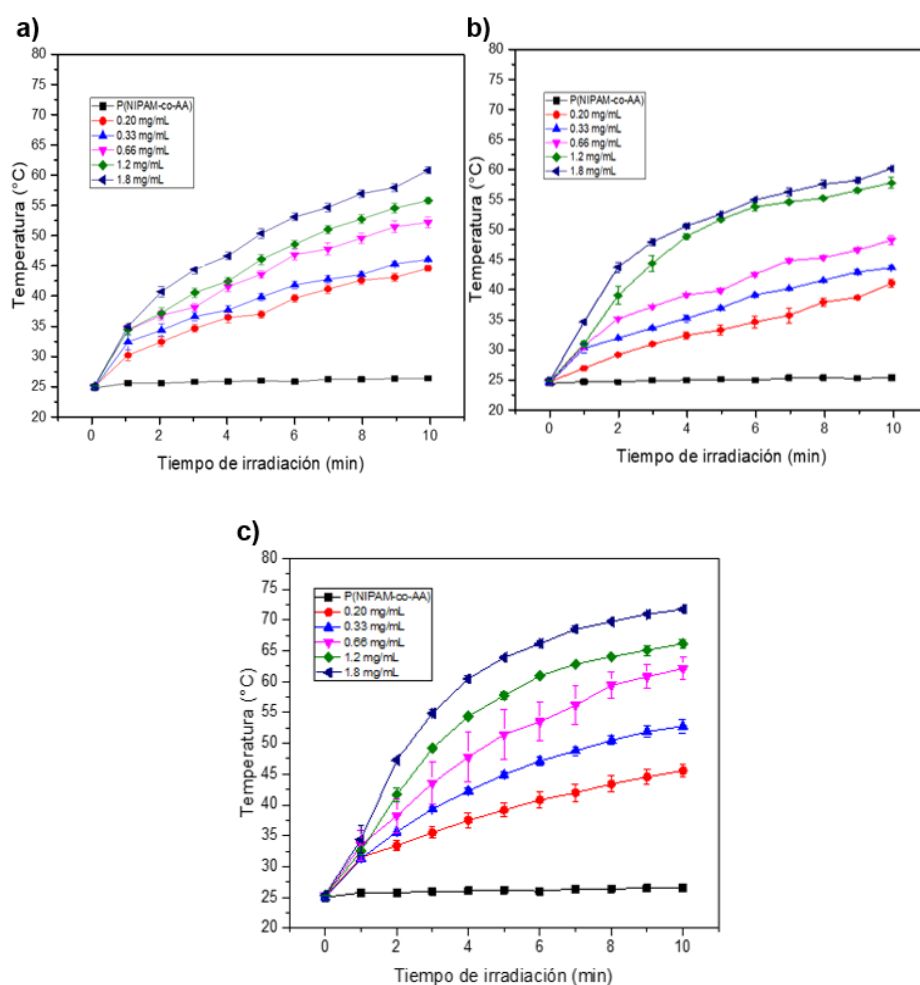 a)
80
75
70
65
60
55
50
45
40
35
30
25
20
Temperatura (°C)
P(NIPAM-co-AA)
0.20 mg/mL
0.33 mg/mL
0.66 mg/mL
1.2 mg/mL
1.8 mg/mL
0 2 4 6 8 10
Tiempo de irradiación (min)
b)
80
75
70
65
60
55
50
45
40
35
30
25
20
Temperatura (°C)
P(NIPAM-co-AA)
0.20 mg/mL
0.33 mg/mL
0.66 mg/mL
1.2 mg/mL
1.8 mg/mL
0 2 4 6 8 10
Tiempo de irradiación (min)
c)
80
75
70
65
60
55
50
45
40
35
30
25
20
Temperatura (°C)
P(NIPAM-co-AA)
0.20 mg/mL
0.33 mg/mL
0.66 mg/mL
1.2 mg/mL
1.8 mg/mL
0 2 4 6 8 10
Tiempo de irradiación (min)